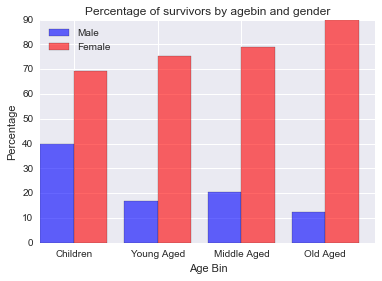 Percentage of survivors by agebin and gender
Male
Female
Percentage
90
80
70
60
50
40
30
20
10
0
Children Young Aged Middle Aged Old Aged
Age Bin